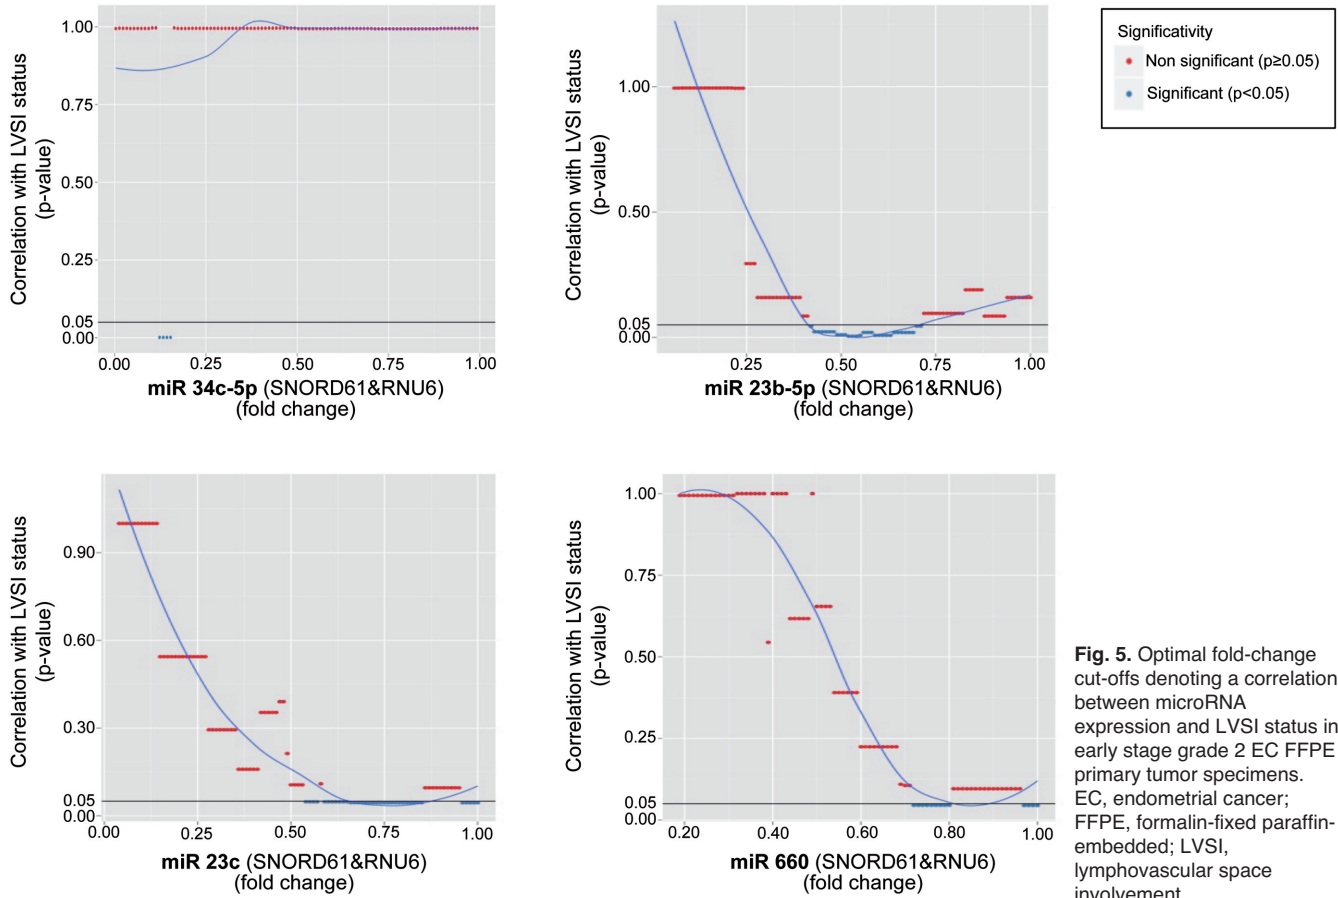 Correlation with LVSI status
(p-value)
1.00
0.75
0.50
0.25
0.05
0.00
0.00 0.25 0.50 0.75 1.00
miR 34c-5p (SNORD61&RNU6)
(fold change)
Correlation with LVSI status
(p-value)
1.00
0.50
0.05
0.00
0.25 0.50 0.75 1.00
miR 23b-5p (SNORD61&RNU6)
(fold change)
Significativity
Non significant (p≥0.05)
Significant (p<0.05)
Correlation with LVSI status
(p-value)
0.90
0.60
0.30
0.05
0.00
0.00 0.25 0.50 0.75 1.00
miR 23c (SNORD61&RNU6)
(fold change)
Correlation with LVSI status
(p-value)
1.00
0.75
0.50
0.25
0.05
0.00
0.20 0.40 0.60 0.80 1.00
miR 660 (SNORD61&RNU6)
(fold change)
Fig. 5. Optimal fold-change
cut-offs denoting a correlation
between microRNA
expression and LVSI status in
early stage grade 2 EC FFPE
primary tumor specimens.
EC, endometrial cancer;
FFPE, formalin-fixed paraffin-
embedded; LVSI,
lymphovascular space
involvement